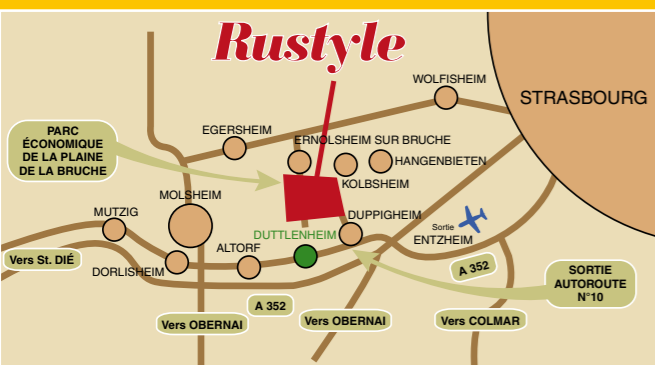 Rustyle
WOLFISHEIM
STRASBOURG
EGERSHEIM
ERNOLSHEIM SUR BRUCHE
PARC
ÉCONOMIQUE
DE LA PLAINE
DE LA BRUCHE
HANGENBIETEN
KOLBSHEIM
MOLSHEIM
MUTZIG
DUPPIGHEIM
DUTTLENHEIM
Sortie
ENTZHEIM
ALTORF
Vers St. DIÉ
DORLISHEIM
A 352
SORTIE
AUTOROUTE
N°10
A 352
Vers OBERNAI
Vers OBERNAI
Vers COLMAR